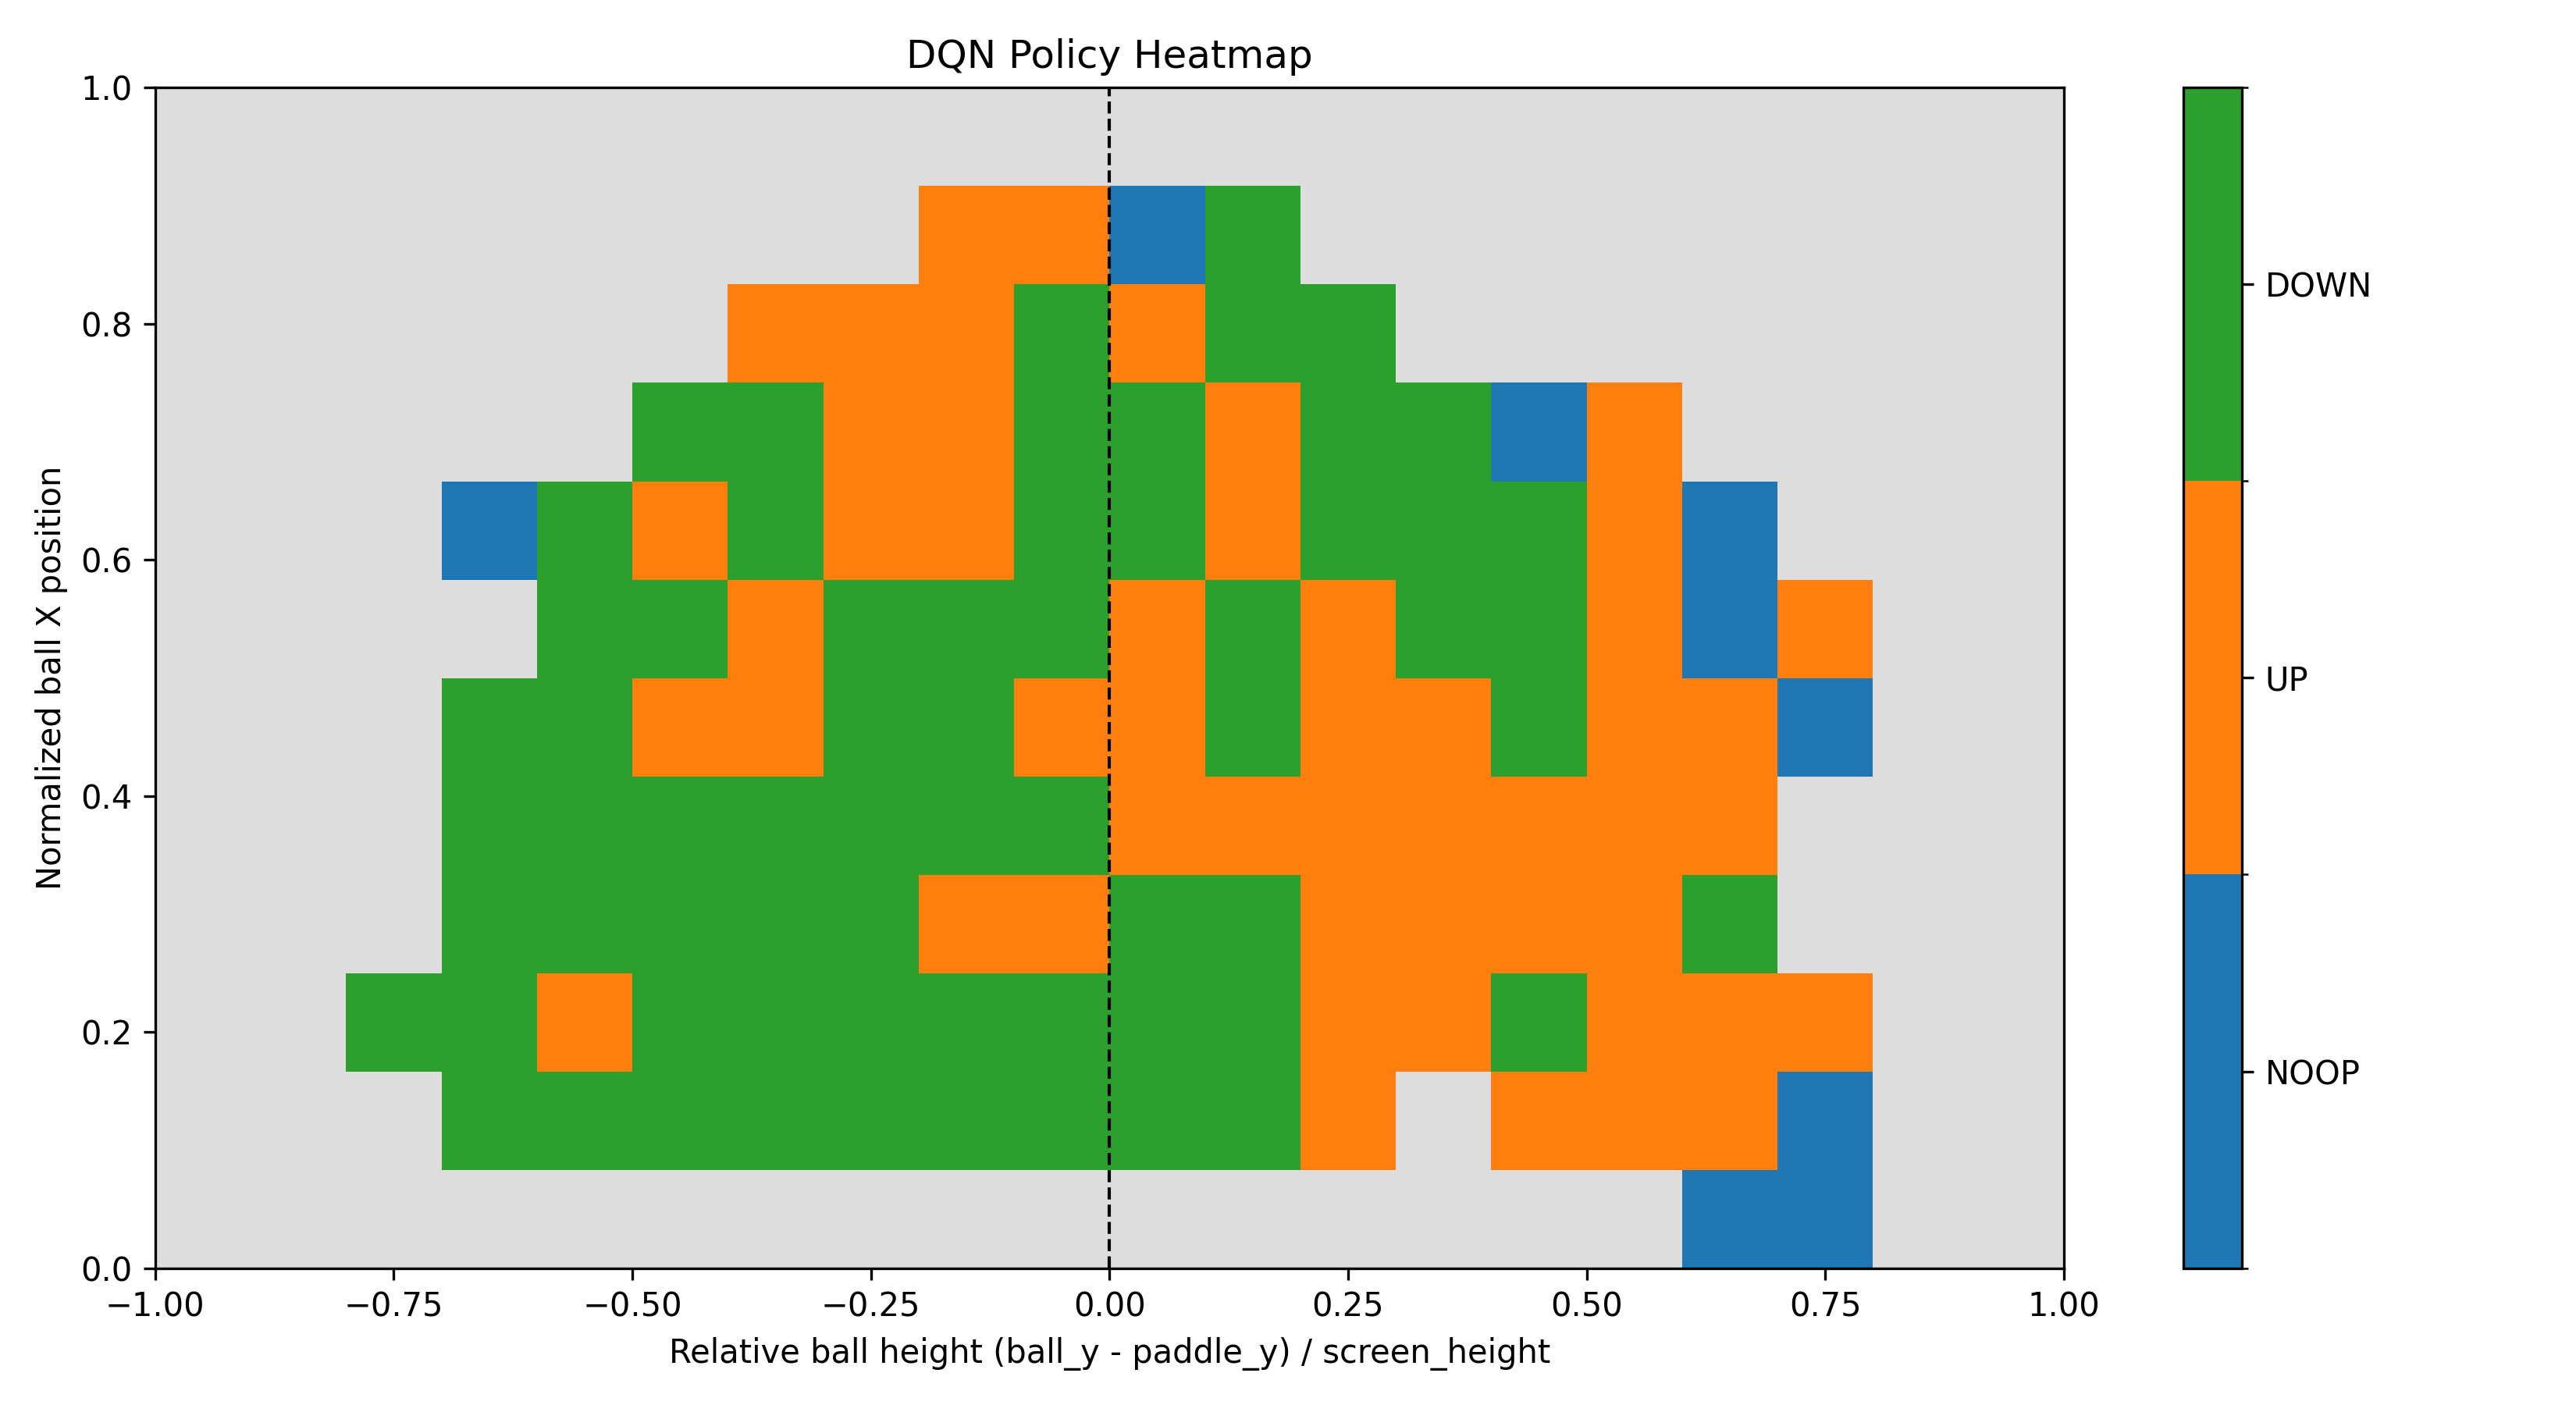 DQN Policy Heatmap
Normalized ball X position
1.0
0.8
0.6
0.4
0.2
0.0
−1.00 −0.75 −0.50 −0.25 0.00 0.25 0.50 0.75 1.00
Relative ball height (ball_y - paddle_y) / screen_height
DOWN
UP
NOOP